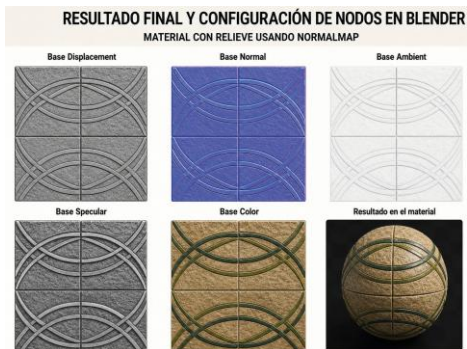 RESULTADO FINAL Y CONFIGURACIÓN DE NODOS EN BLENDER
MATERIAL CON RELIEVE USANDO NORMALMAP
Base Displacement
Base Normal
Base Ambient
Base Specular
Base Color
Resultado en el material